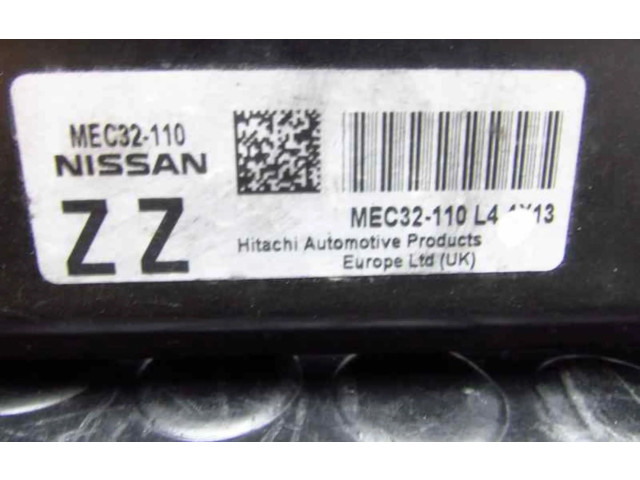 MEC32-110
NISSAN
ZZ
MEC32-110 L4
Hitachi Automotive Products
Europe Ltd (UK)